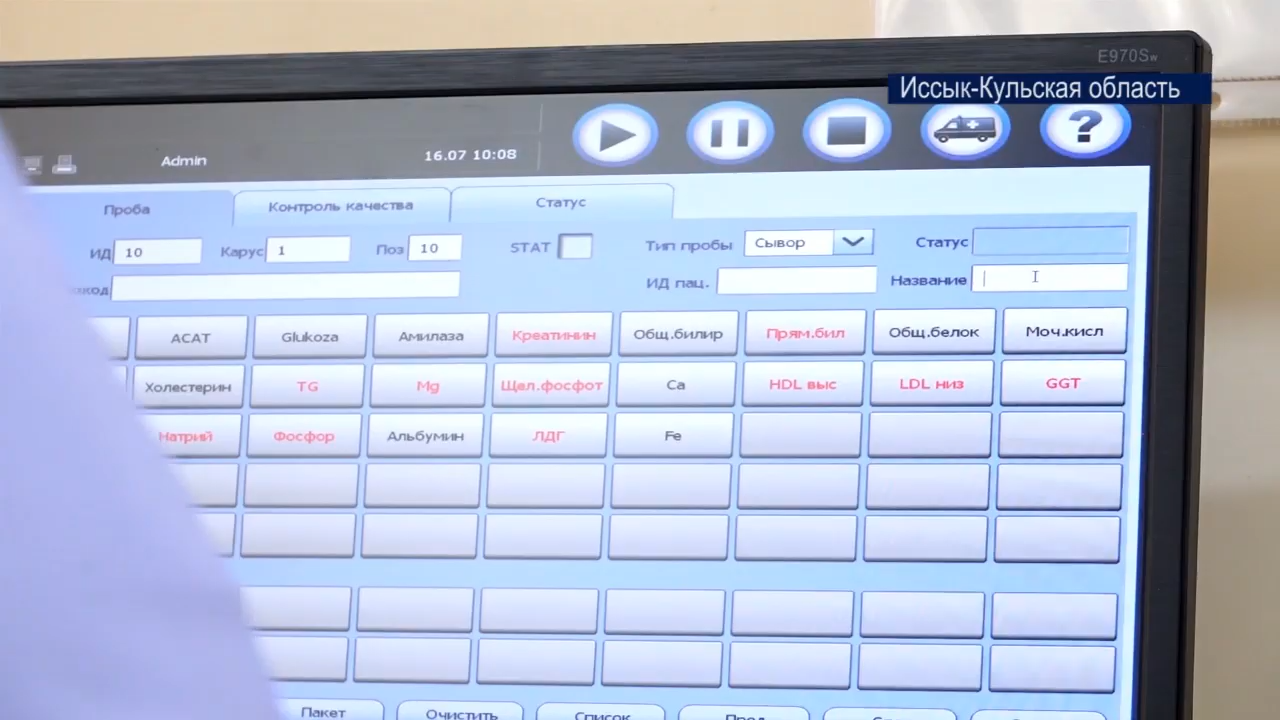 E970Sw
Иссык-Кульская область
Admin
16.07 10:08
?
Проба
Контроль качества
Статус
ИД 10
Карус 1
Поз 10
STAT
Тип пробы Сывор
Статус
ИД пац.
Название
АСАТ
Glukoza
Амилаза
Креатинин
Общ.билир
Прям.бил
Общ.белок
Моч.кисл
Холестерин
TG
Mg
Щел.фосфот
Ca
HDL выс
LDL низ
GGT
Натрий
Фосфор
Альбумин
ЛДГ
Fe
Пакет
Очистить
Список